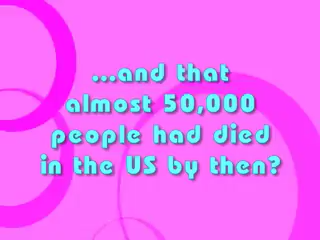 ...and that
almost 50,000
people had died
in the US by then?